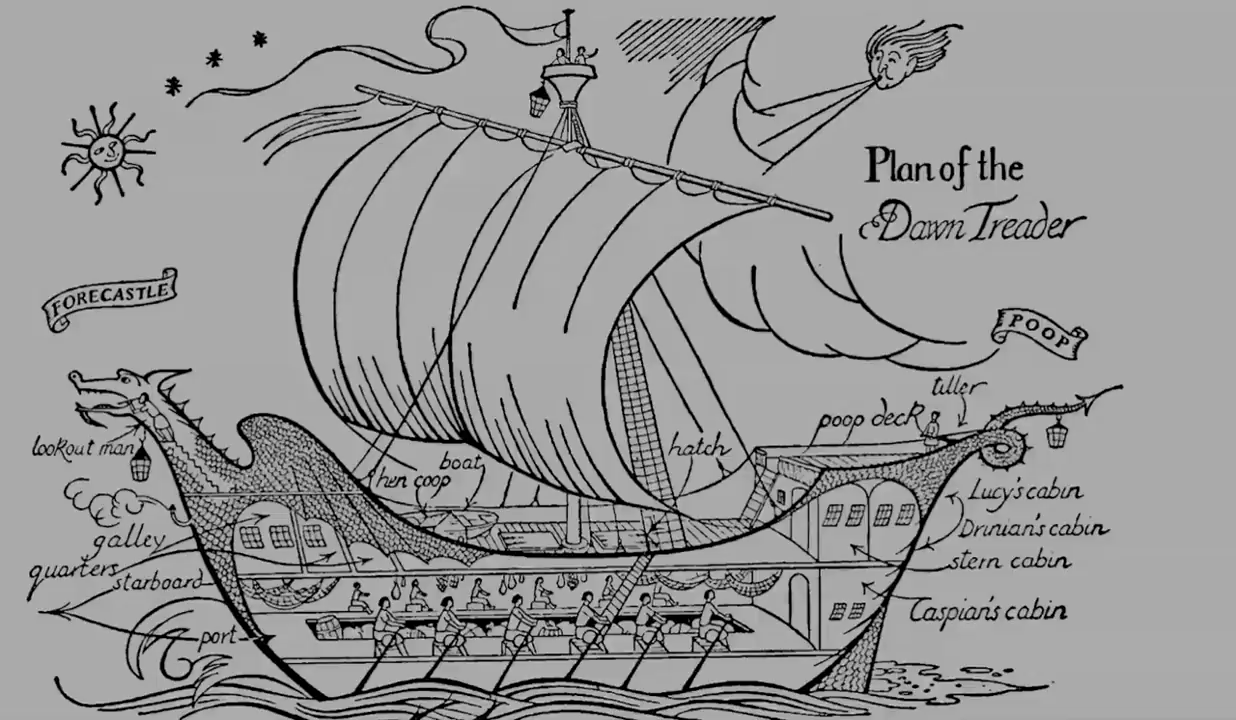 Plan of the
Dawn Treader
FORECASTLE
POOP
tiller
poop deck
lookout man
hatch
boat
hen coop
Lucy's cabin
Drinian's cabin
galley
stern cabin
quarters
starboard
Caspian's cabin
port